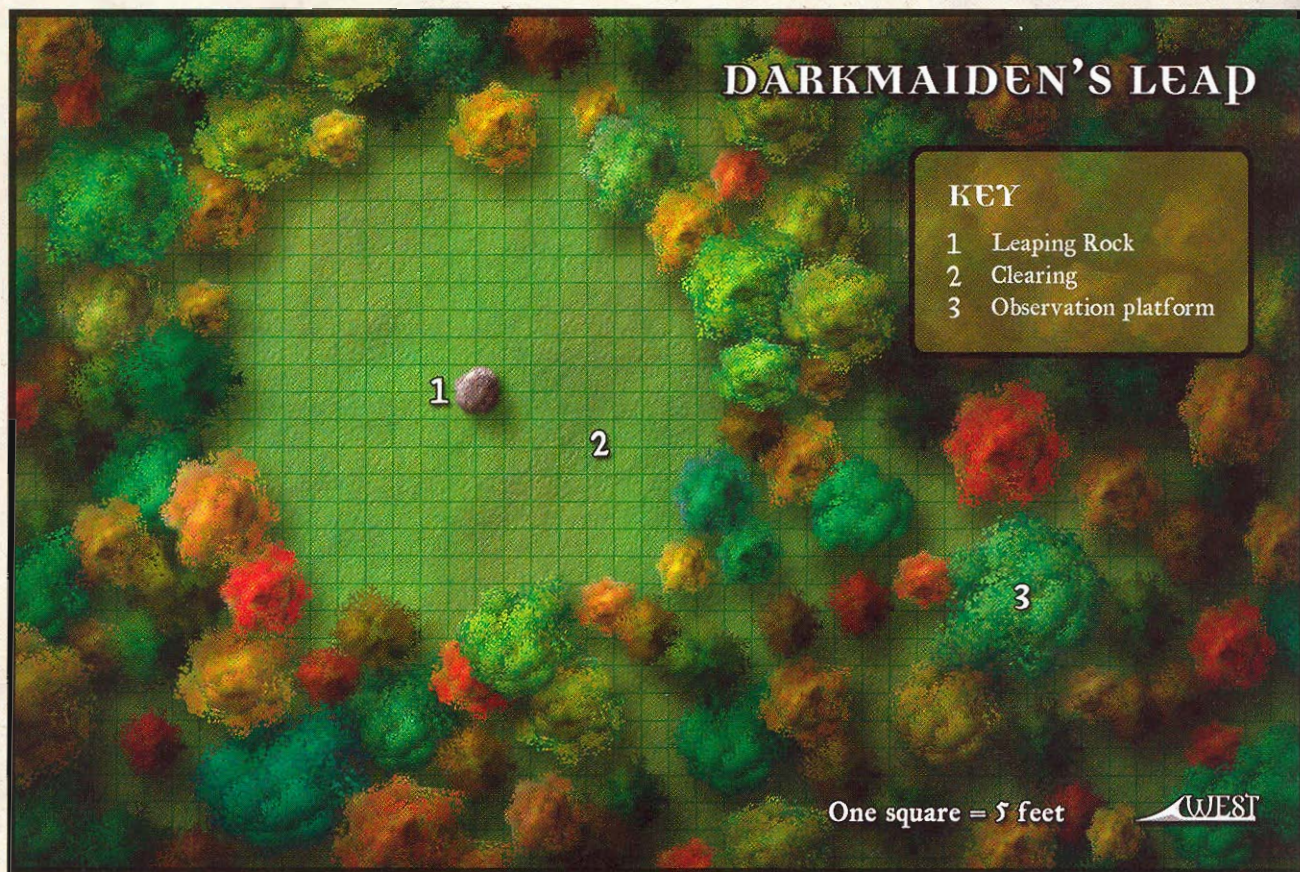 DARKMAIDEN'S LEAP
KEY
1 Leaping Rock
2 Clearing
3 Observation platform
1
2
3
One square = 5 feet
WEST